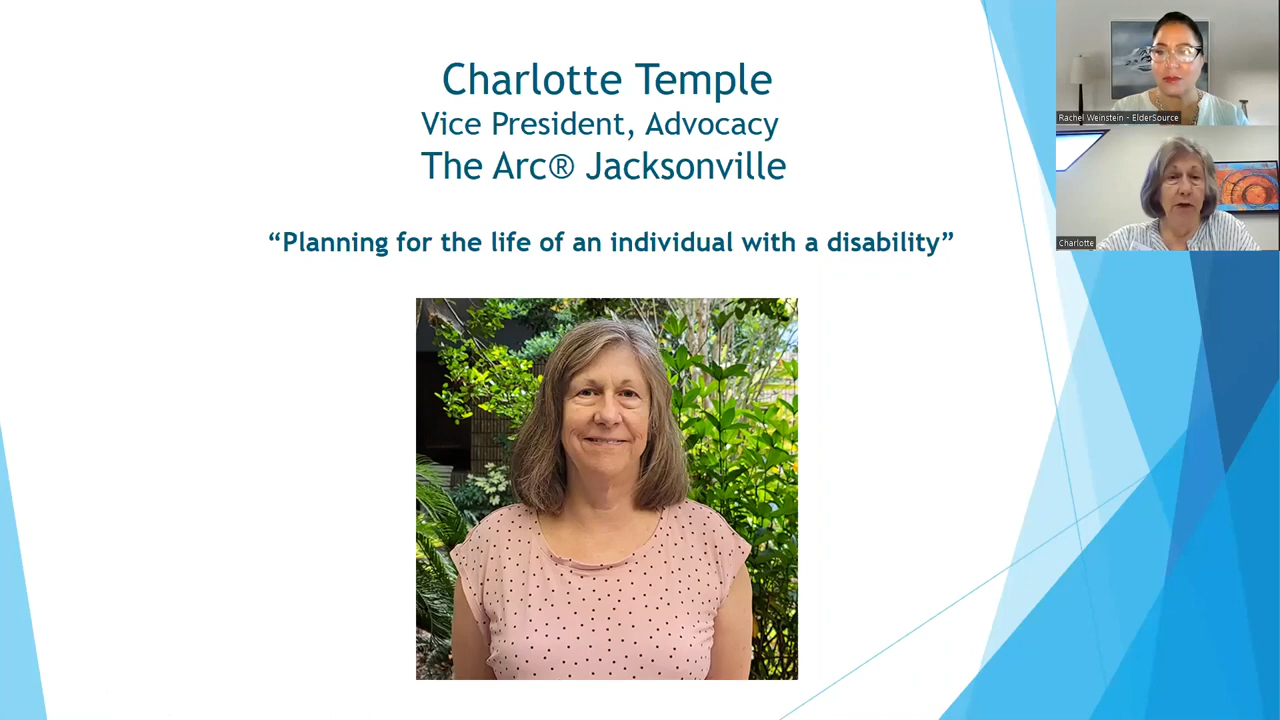 Charlotte Temple
Vice President, Advocacy
The Arc® Jacksonville
“Planning for the life of an individual with a disability”
Rachel Weinstein - ElderSource
Charlotte